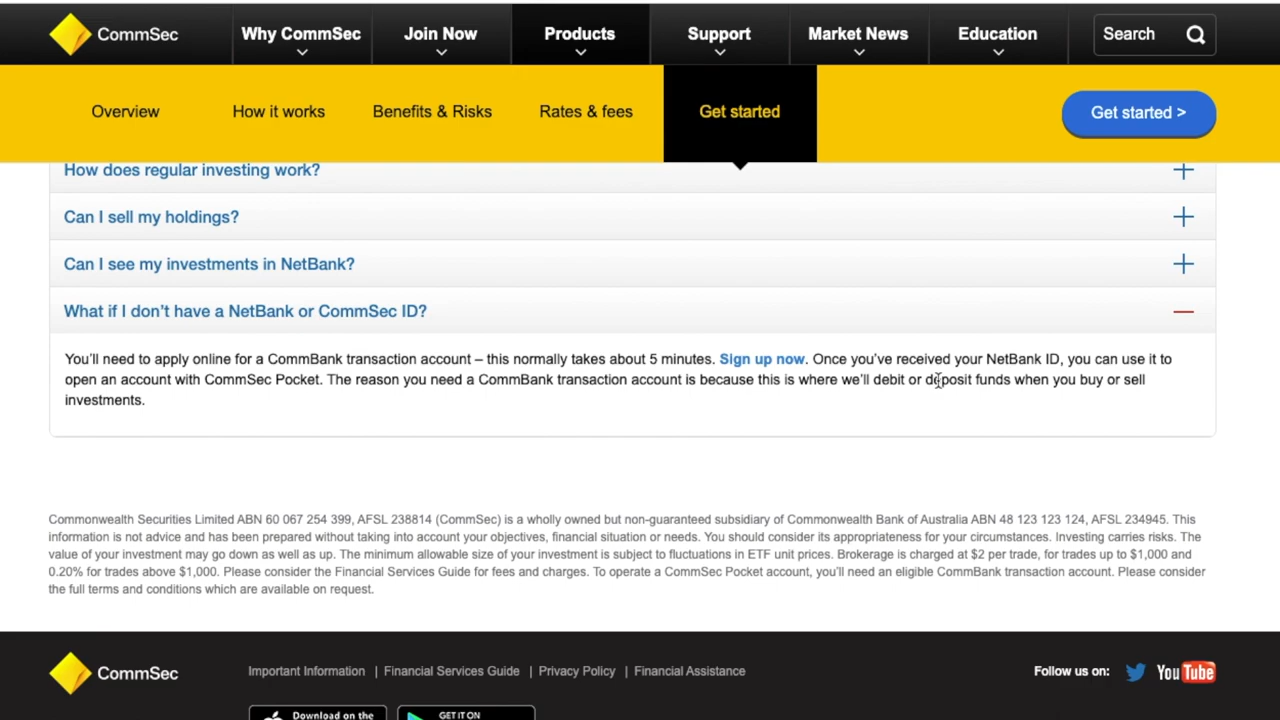 CommSec
Why CommSec
Join Now
Products
Support
Market News
Education
Search
Overview
How it works
Benefits & Risks
Rates & fees
Get started
Get started >
How does regular investing work?
Can I sell my holdings?
Can I see my investments in NetBank?
What if I don't have a NetBank or CommSec ID?
You'll need to apply online for a CommBank transaction account – this normally takes about 5 minutes. Sign up now. Once you've received your NetBank ID, you can use it to
open an account with CommSec Pocket. The reason you need a CommBank transaction account is because this is where we'll debit or deposit funds when you buy or sell
investments.
Commonwealth Securities Limited ABN 60 067 254 399, AFSL 238814 (CommSec) is a wholly owned but non-guaranteed subsidiary of Commonwealth Bank of Australia ABN 48 123 123 124, AFSL 234945. This
information is not advice and has been prepared without taking into account your objectives, financial situation or needs. You should consider its appropriateness for your circumstances. Investing carries risks. The
value of your investment may go down as well as up. The minimum allowable size of your investment is subject to fluctuations in ETF unit prices. Brokerage is charged at $2 per trade, for trades up to $1,000 and
0.20% for trades above $1,000. Please consider the Financial Services Guide for fees and charges. To operate a CommSec Pocket account, you'll need an eligible CommBank transaction account. Please consider
the full terms and conditions which are available on request.
CommSec
Important Information | Financial Services Guide | Privacy Policy | Financial Assistance
Follow us on:
YouTube
Download on the
GET IT ON